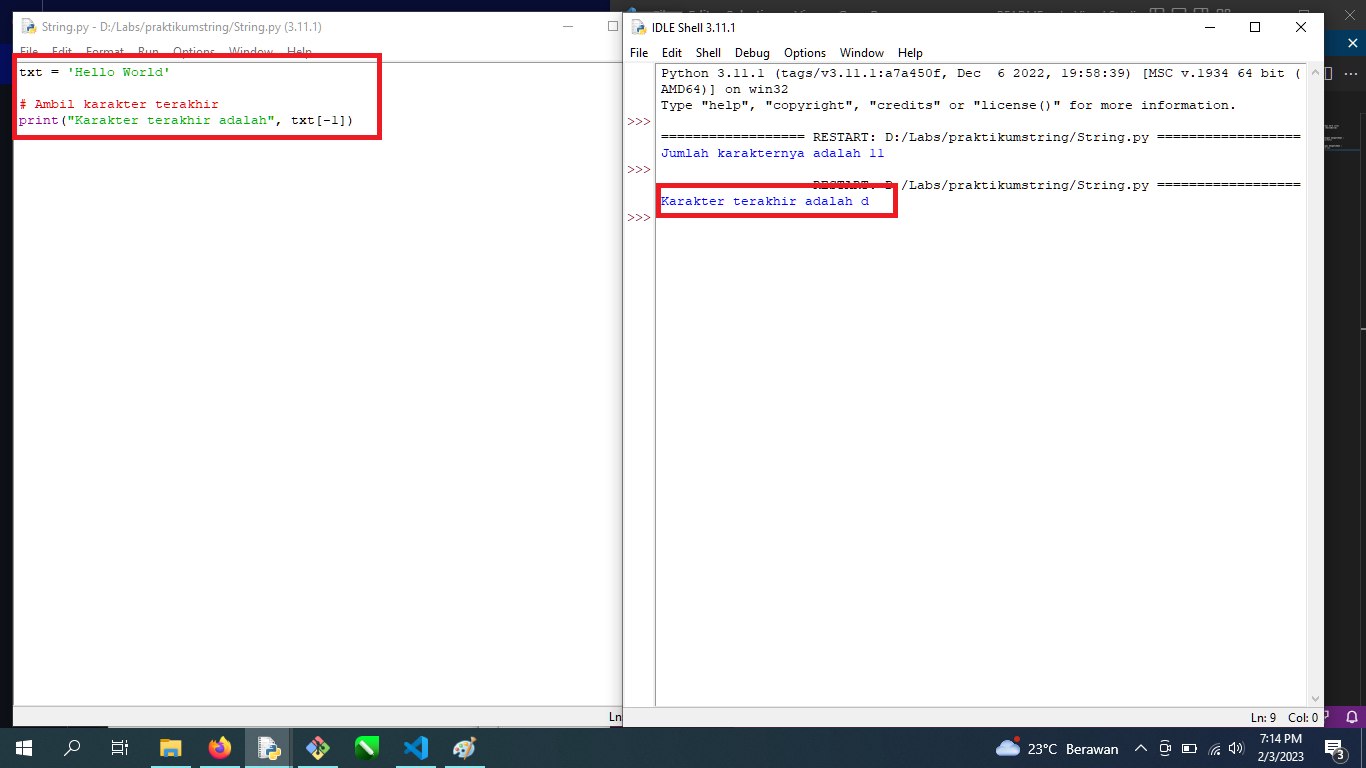 String.py - D:/Labs/praktikumstring/String.py (3.11.1)
File Edit Format Run Options Window Help
txt = 'Hello World'
# Ambil karakter terakhir
print("Karakter terakhir adalah", txt[-1])
Ln
IDLE Shell 3.11.1
File Edit Shell Debug Options Window Help
Python 3.11.1 (tags/v3.11.1:a7a450f, Dec  6 2022, 19:58:39) [MSC v.1934 64 bit (
AMD64)] on win32
Type "help", "copyright", "credits" or "license()" for more information.
>>>
================== RESTART: D:/Labs/praktikumstring/String.py ==================
Jumlah karakternya adalah 11
>>>
RESTART: D:/Labs/praktikumstring/String.py ==================
Karakter terakhir adalah d
>>>
Ln: 9 Col: 0
23°C Berawan
7:14 PM
2/3/2023
3